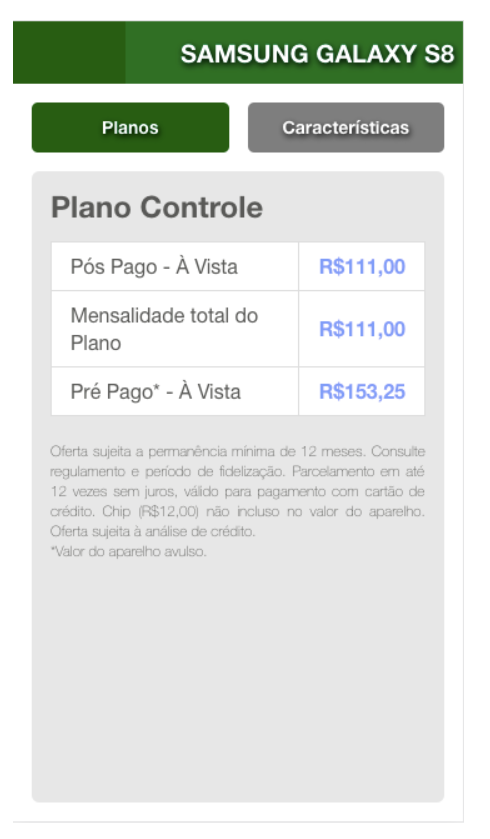 SAMSUNG GALAXY S8
Planos
Características
Plano Controle
Pós Pago - À Vista R$111,00
Mensalidade total do
Plano
R$111,00
Pré Pago* - À Vista R$153,25
Oferta sujeita a permanência mínima de 12 meses. Consulte
regulamento e período de fidelização. Parcelamento em até
12 vezes sem juros, válido para pagamento com cartão de
crédito. Chip (R$12,00) não incluso no valor do aparelho.
Oferta sujeita à análise de crédito.
*Valor do aparelho avulso.